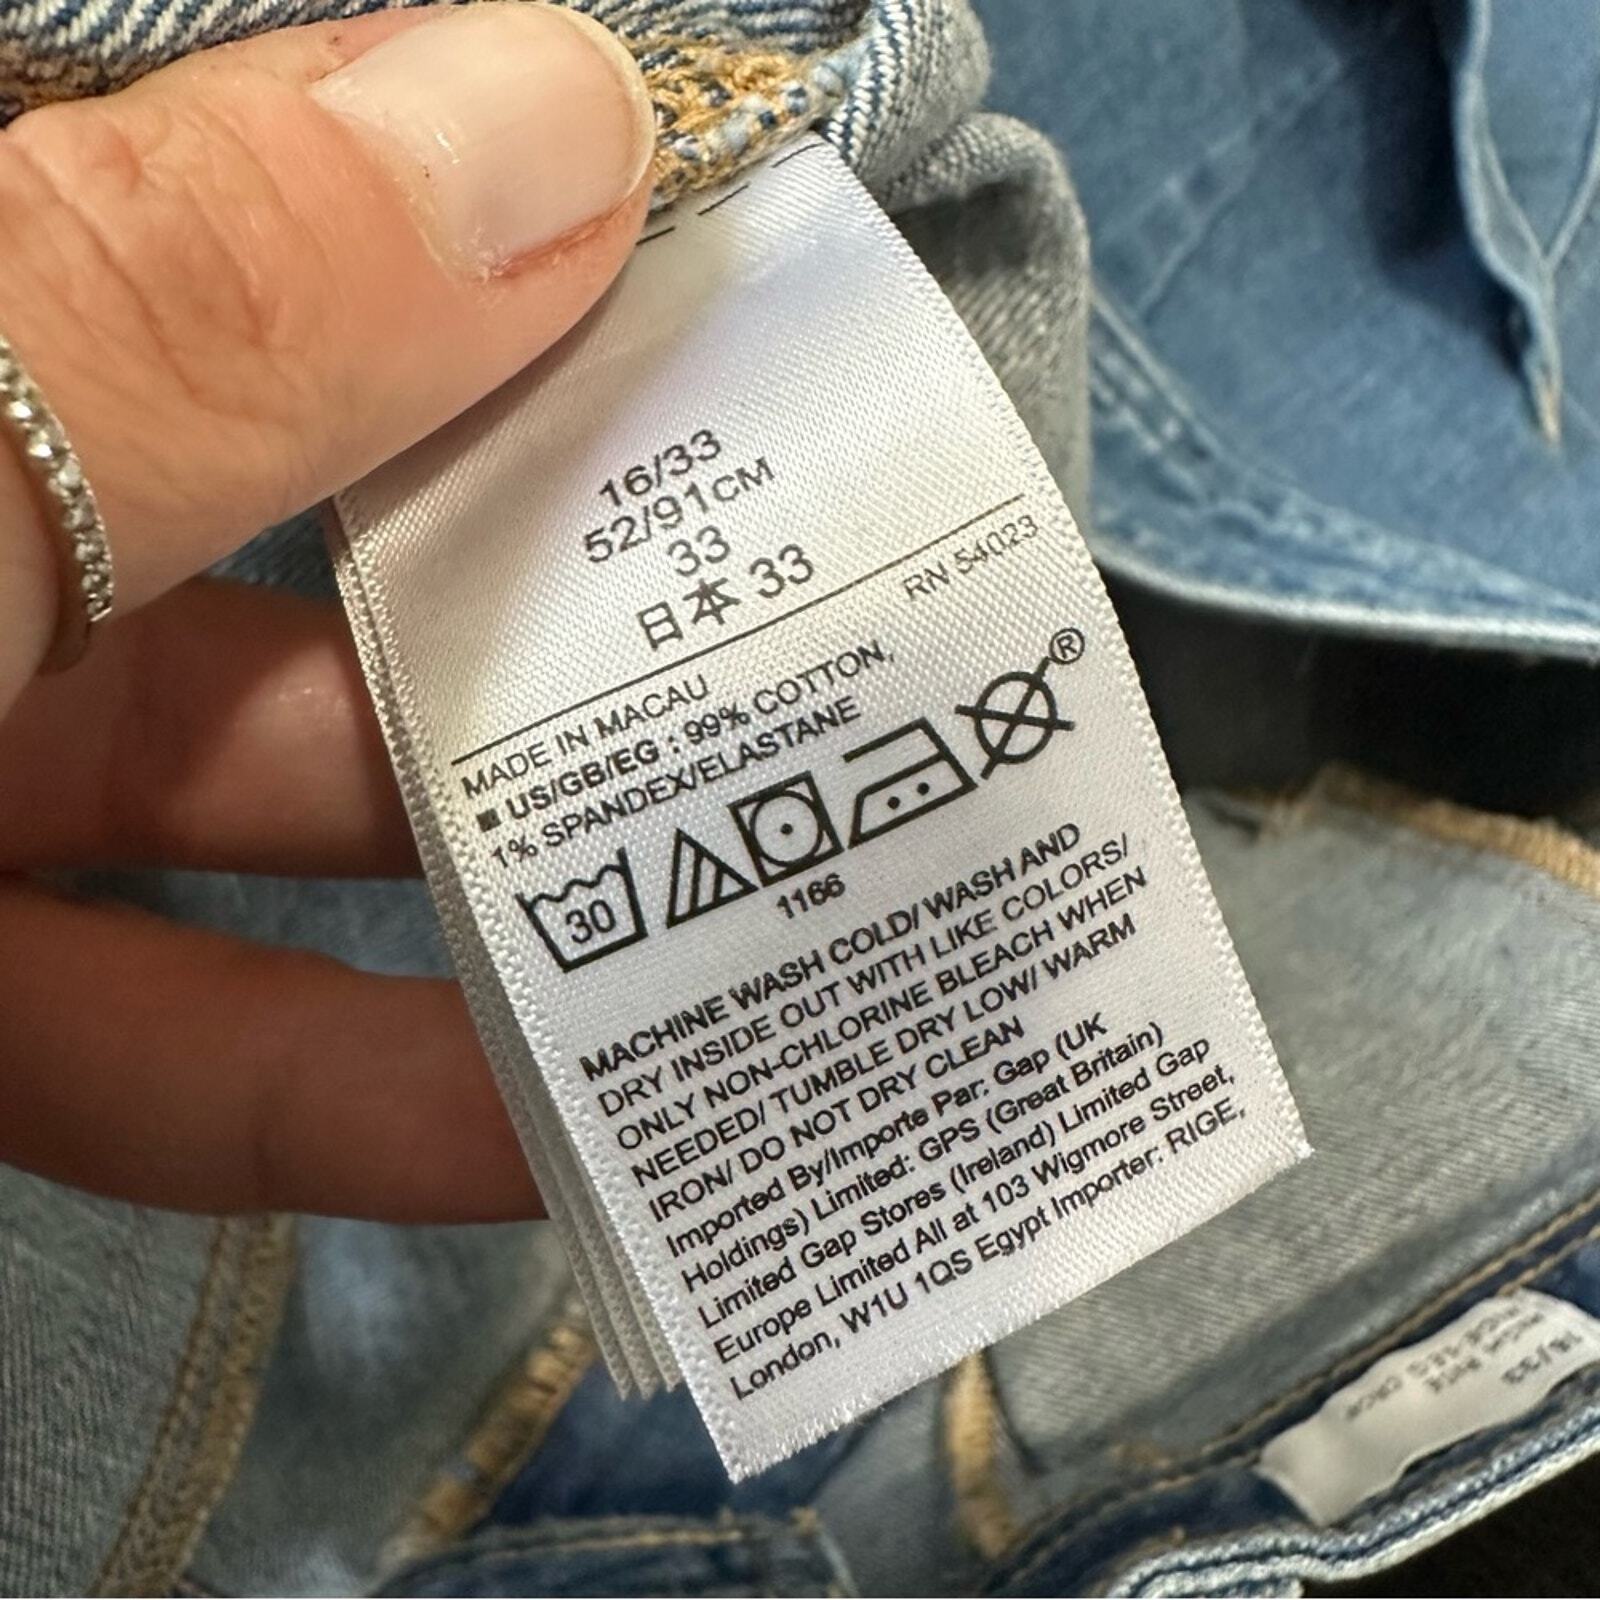 16/33
52/91CM
33
日本 33
RN 54023
MADE IN MACAU
■ US/GB/EG : 99% COTTON,
1% SPANDEX/ELASTANE
30
®
1166
MACHINE WASH COLD/ WASH AND
DRY INSIDE OUT WITH LIKE COLORS/
ONLY NON-CHLORINE BLEACH WHEN
NEEDED/ TUMBLE DRY LOW/ WARM
IRON/ DO NOT DRY CLEAN
Imported By/Importe Par: Gap (UK
Holdings) Limited: GPS (Great Britain)
Limited Gap Stores (Ireland) Limited Gap
Europe Limited All at 103 Wigmore Street,
London, W1U 1QS Egypt Importer: RIGE,
16/33